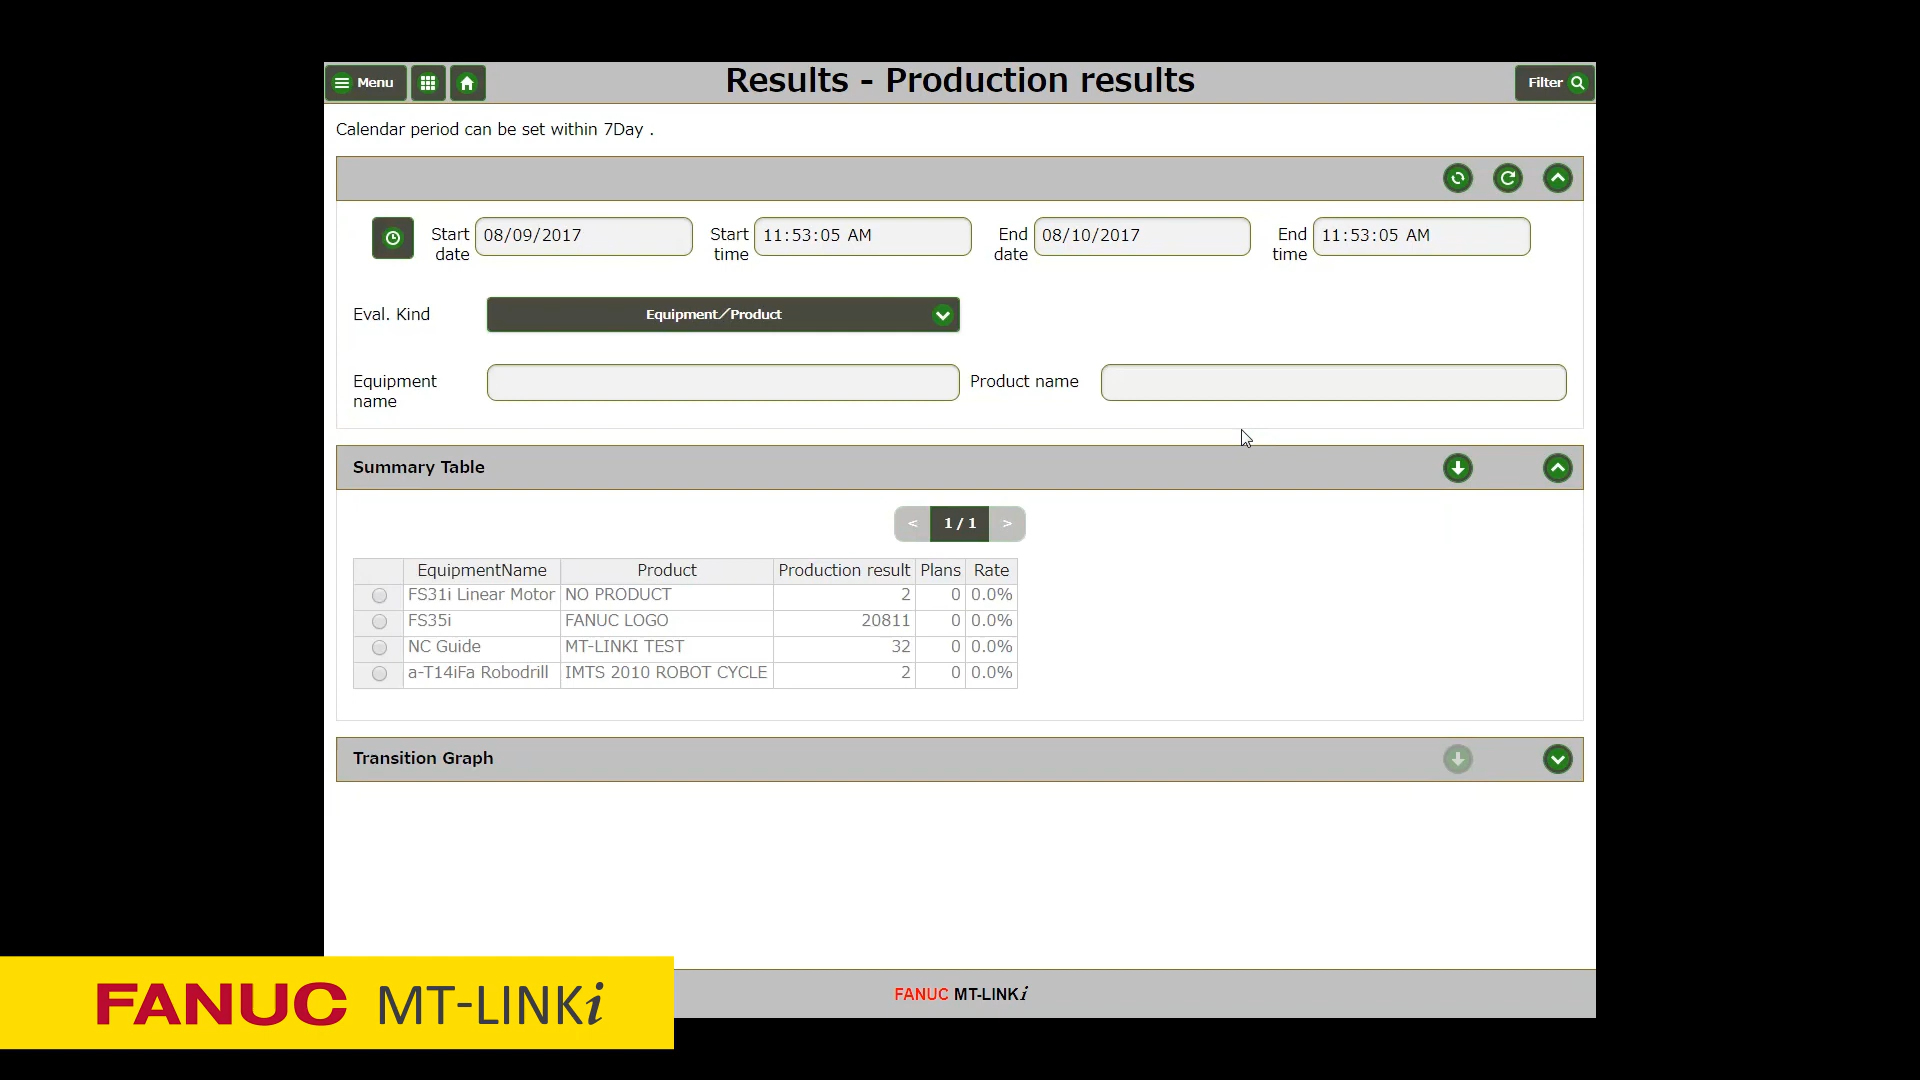 Menu
Results - Production results
Filter
Calendar period can be set within 7Day .
Start date 08/09/2017 Start time 11:53:05 AM End date 08/10/2017 End time 11:53:05 AM
Eval. Kind Equipment／Product
Equipment name Product name
Summary Table
< 1 / 1 >
EquipmentName Product Production result Plans Rate
FS31i Linear Motor NO PRODUCT 2 0 0.0%
FS35i FANUC LOGO 20811 0 0.0%
NC Guide MT-LINKI TEST 32 0 0.0%
a-T14iFa Robodrill IMTS 2010 ROBOT CYCLE 2 0 0.0%
Transition Graph
FANUC MT-LINKi
FANUC MT-LINKi